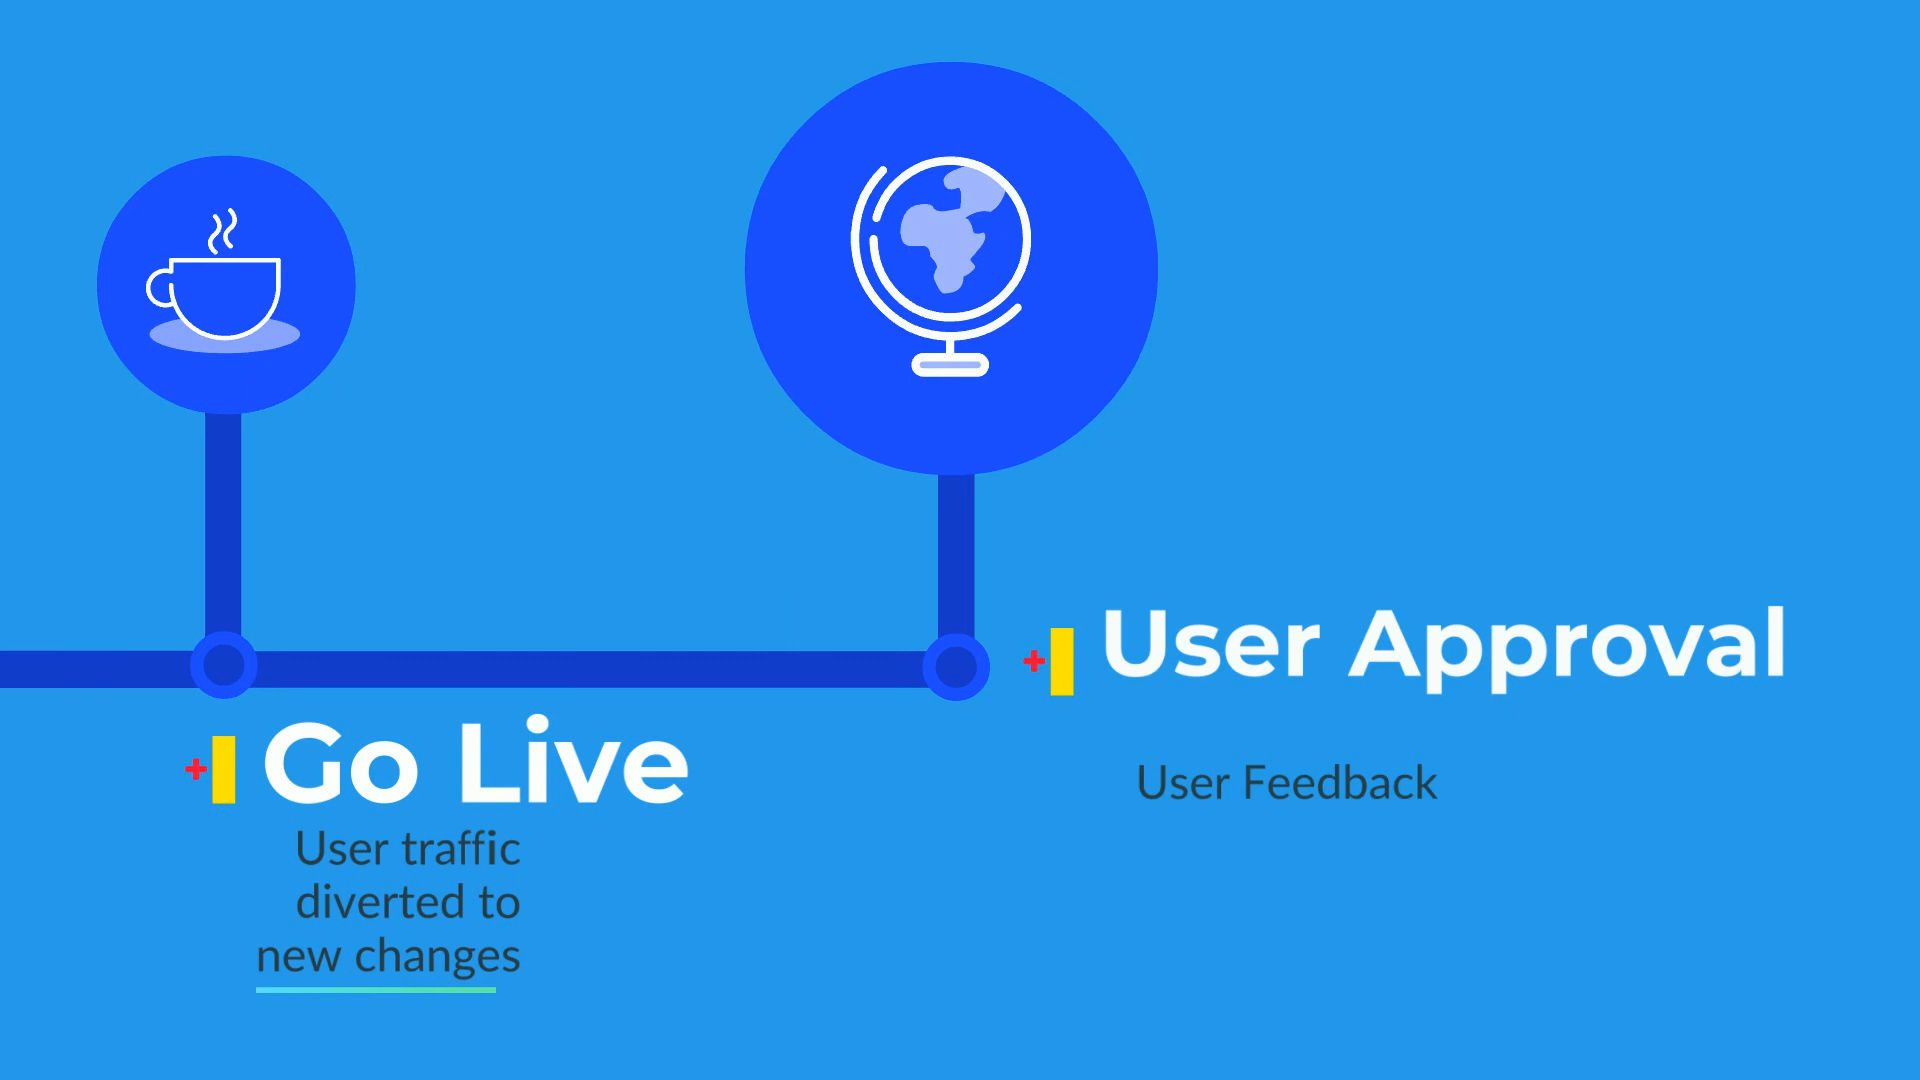 Go Live
User traffic
diverted to
new changes
User Approval
User Feedback